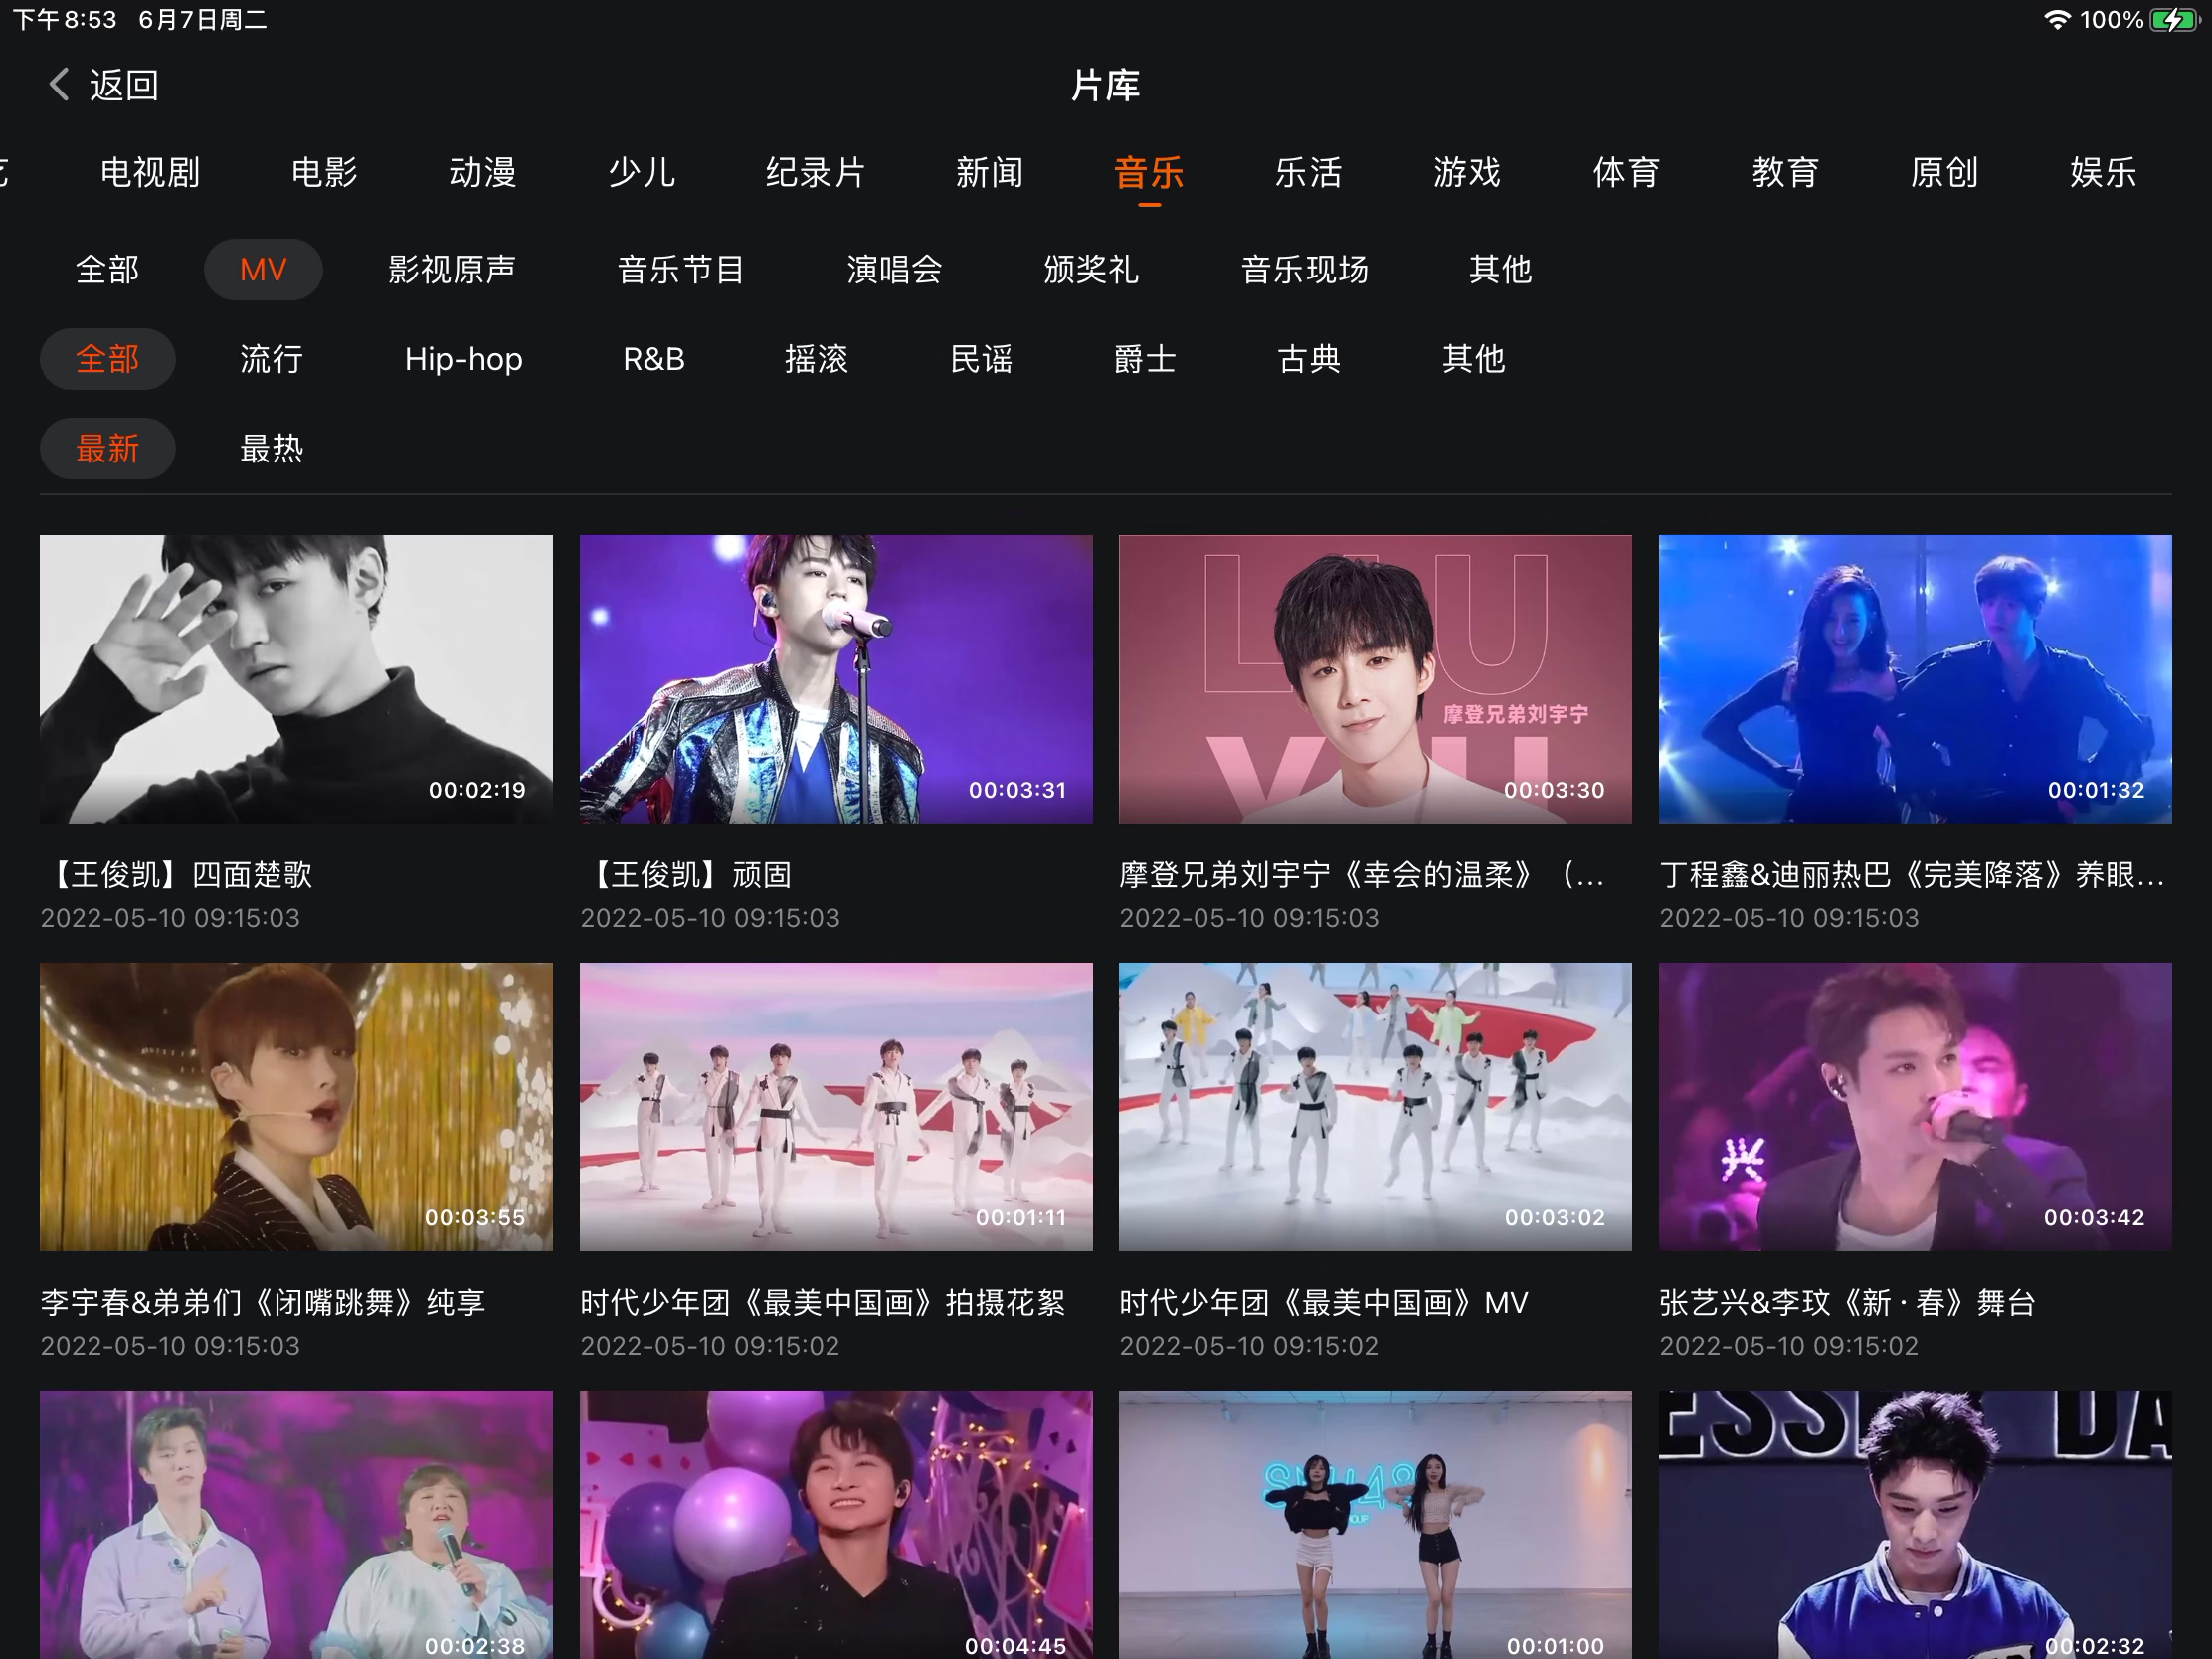 下午8:53 6月7日周二 100%
返回 片库
电视剧 电影 动漫 少儿 纪录片 新闻 音乐 乐活 游戏 体育 教育 原创 娱乐
全部 MV 影视原声 音乐节目 演唱会 颁奖礼 音乐现场 其他
全部 流行 Hip-hop R&B 摇滚 民谣 爵士 古典 其他
最新 最热
LIU
摩登兄弟刘宇宁
00:02:19 00:03:31 00:03:30 00:01:32
【王俊凯】四面楚歌 【王俊凯】顽固 摩登兄弟刘宇宁《幸会的温柔》（... 丁程鑫&迪丽热巴《完美降落》养眼...
2022-05-10 09:15:03 2022-05-10 09:15:03 2022-05-10 09:15:03 2022-05-10 09:15:03
00:03:55 00:01:11 00:03:02 00:03:42
李宇春&弟弟们《闭嘴跳舞》纯享 时代少年团《最美中国画》拍摄花絮 时代少年团《最美中国画》MV 张艺兴&李玟《新·春》舞台
2022-05-10 09:15:03 2022-05-10 09:15:02 2022-05-10 09:15:02 2022-05-10 09:15:02
00:02:38 00:04:45 00:01:00 00:02:32